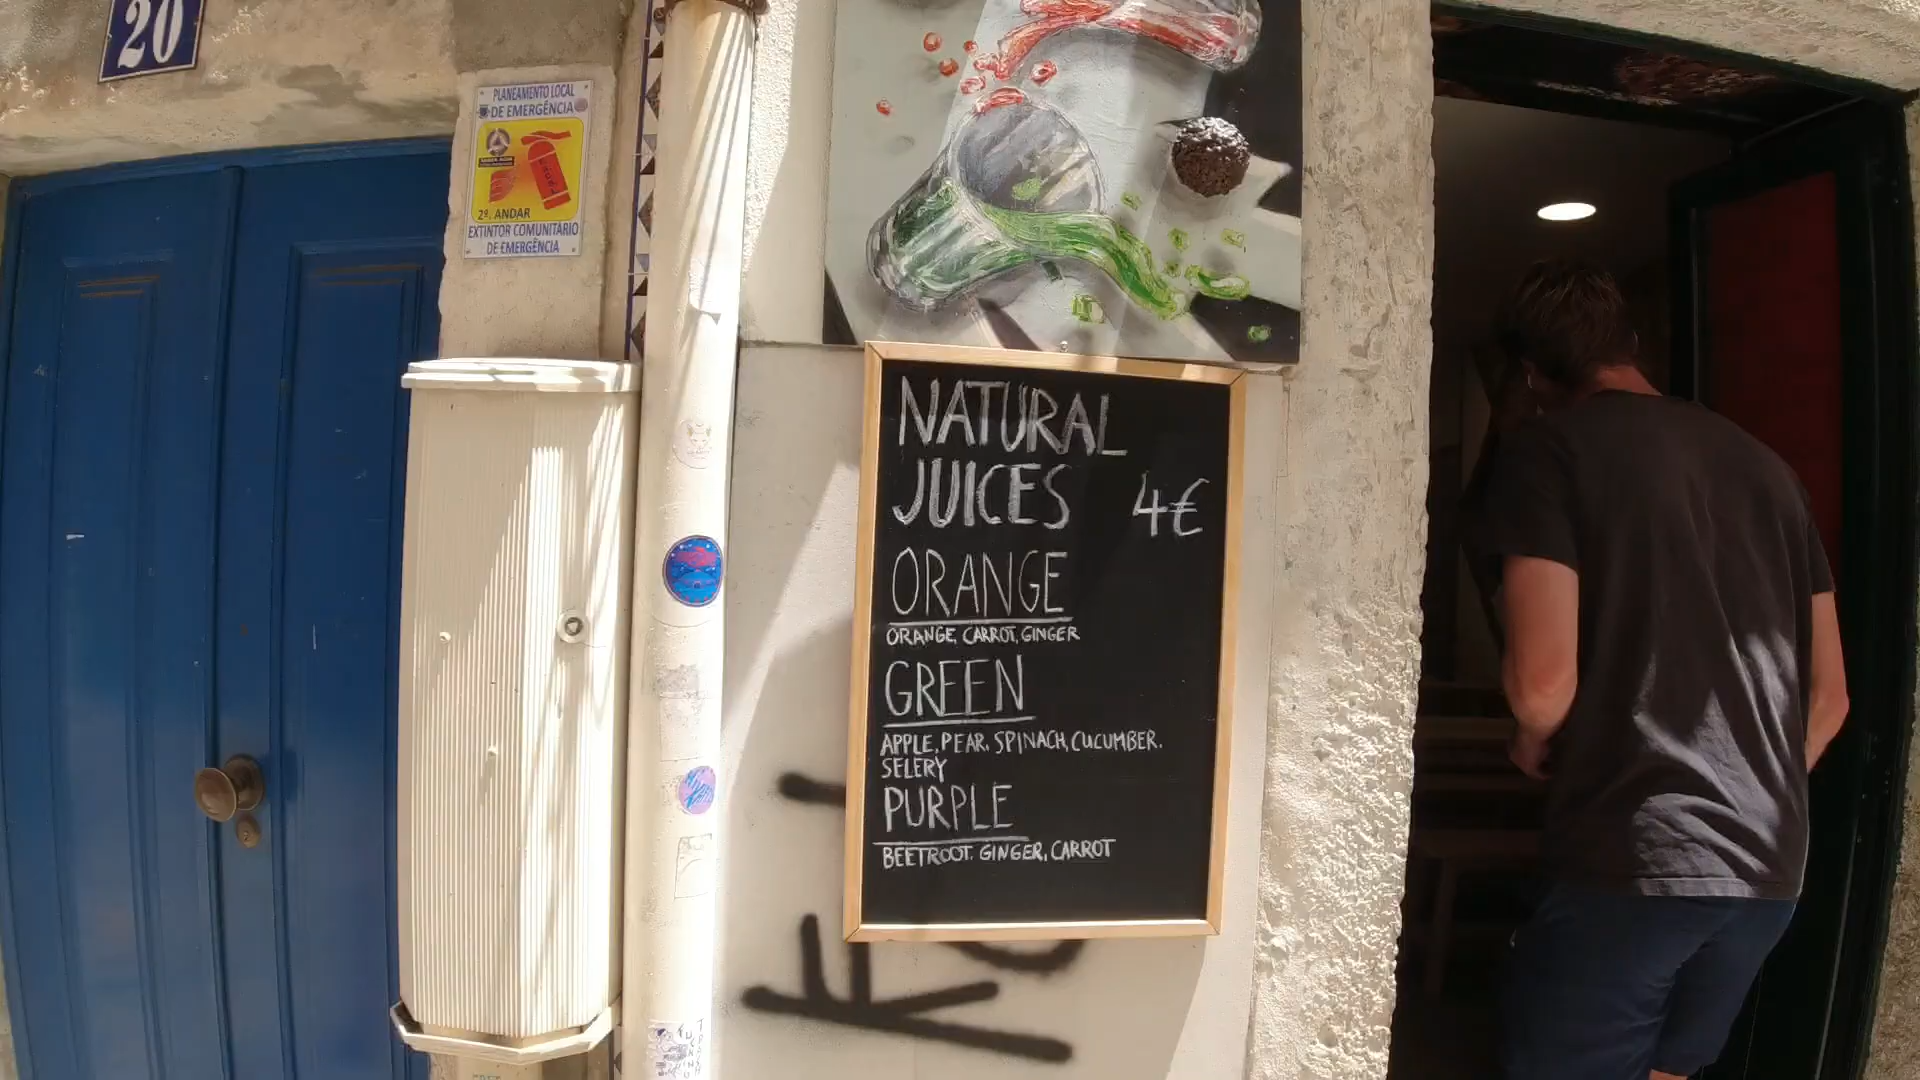 20
PLANEAMENTO LOCAL
DE EMERGÊNCIA
2º. ANDAR
EXTINTOR COMUNITÁRIO
DE EMERGÊNCIA
NATURAL
JUICES 4€
ORANGE
ORANGE, CARROT, GINGER
GREEN
APPLE, PEAR, SPINACH, CUCUMBER.
SELERY
PURPLE
BEETROOT. GINGER, CARROT